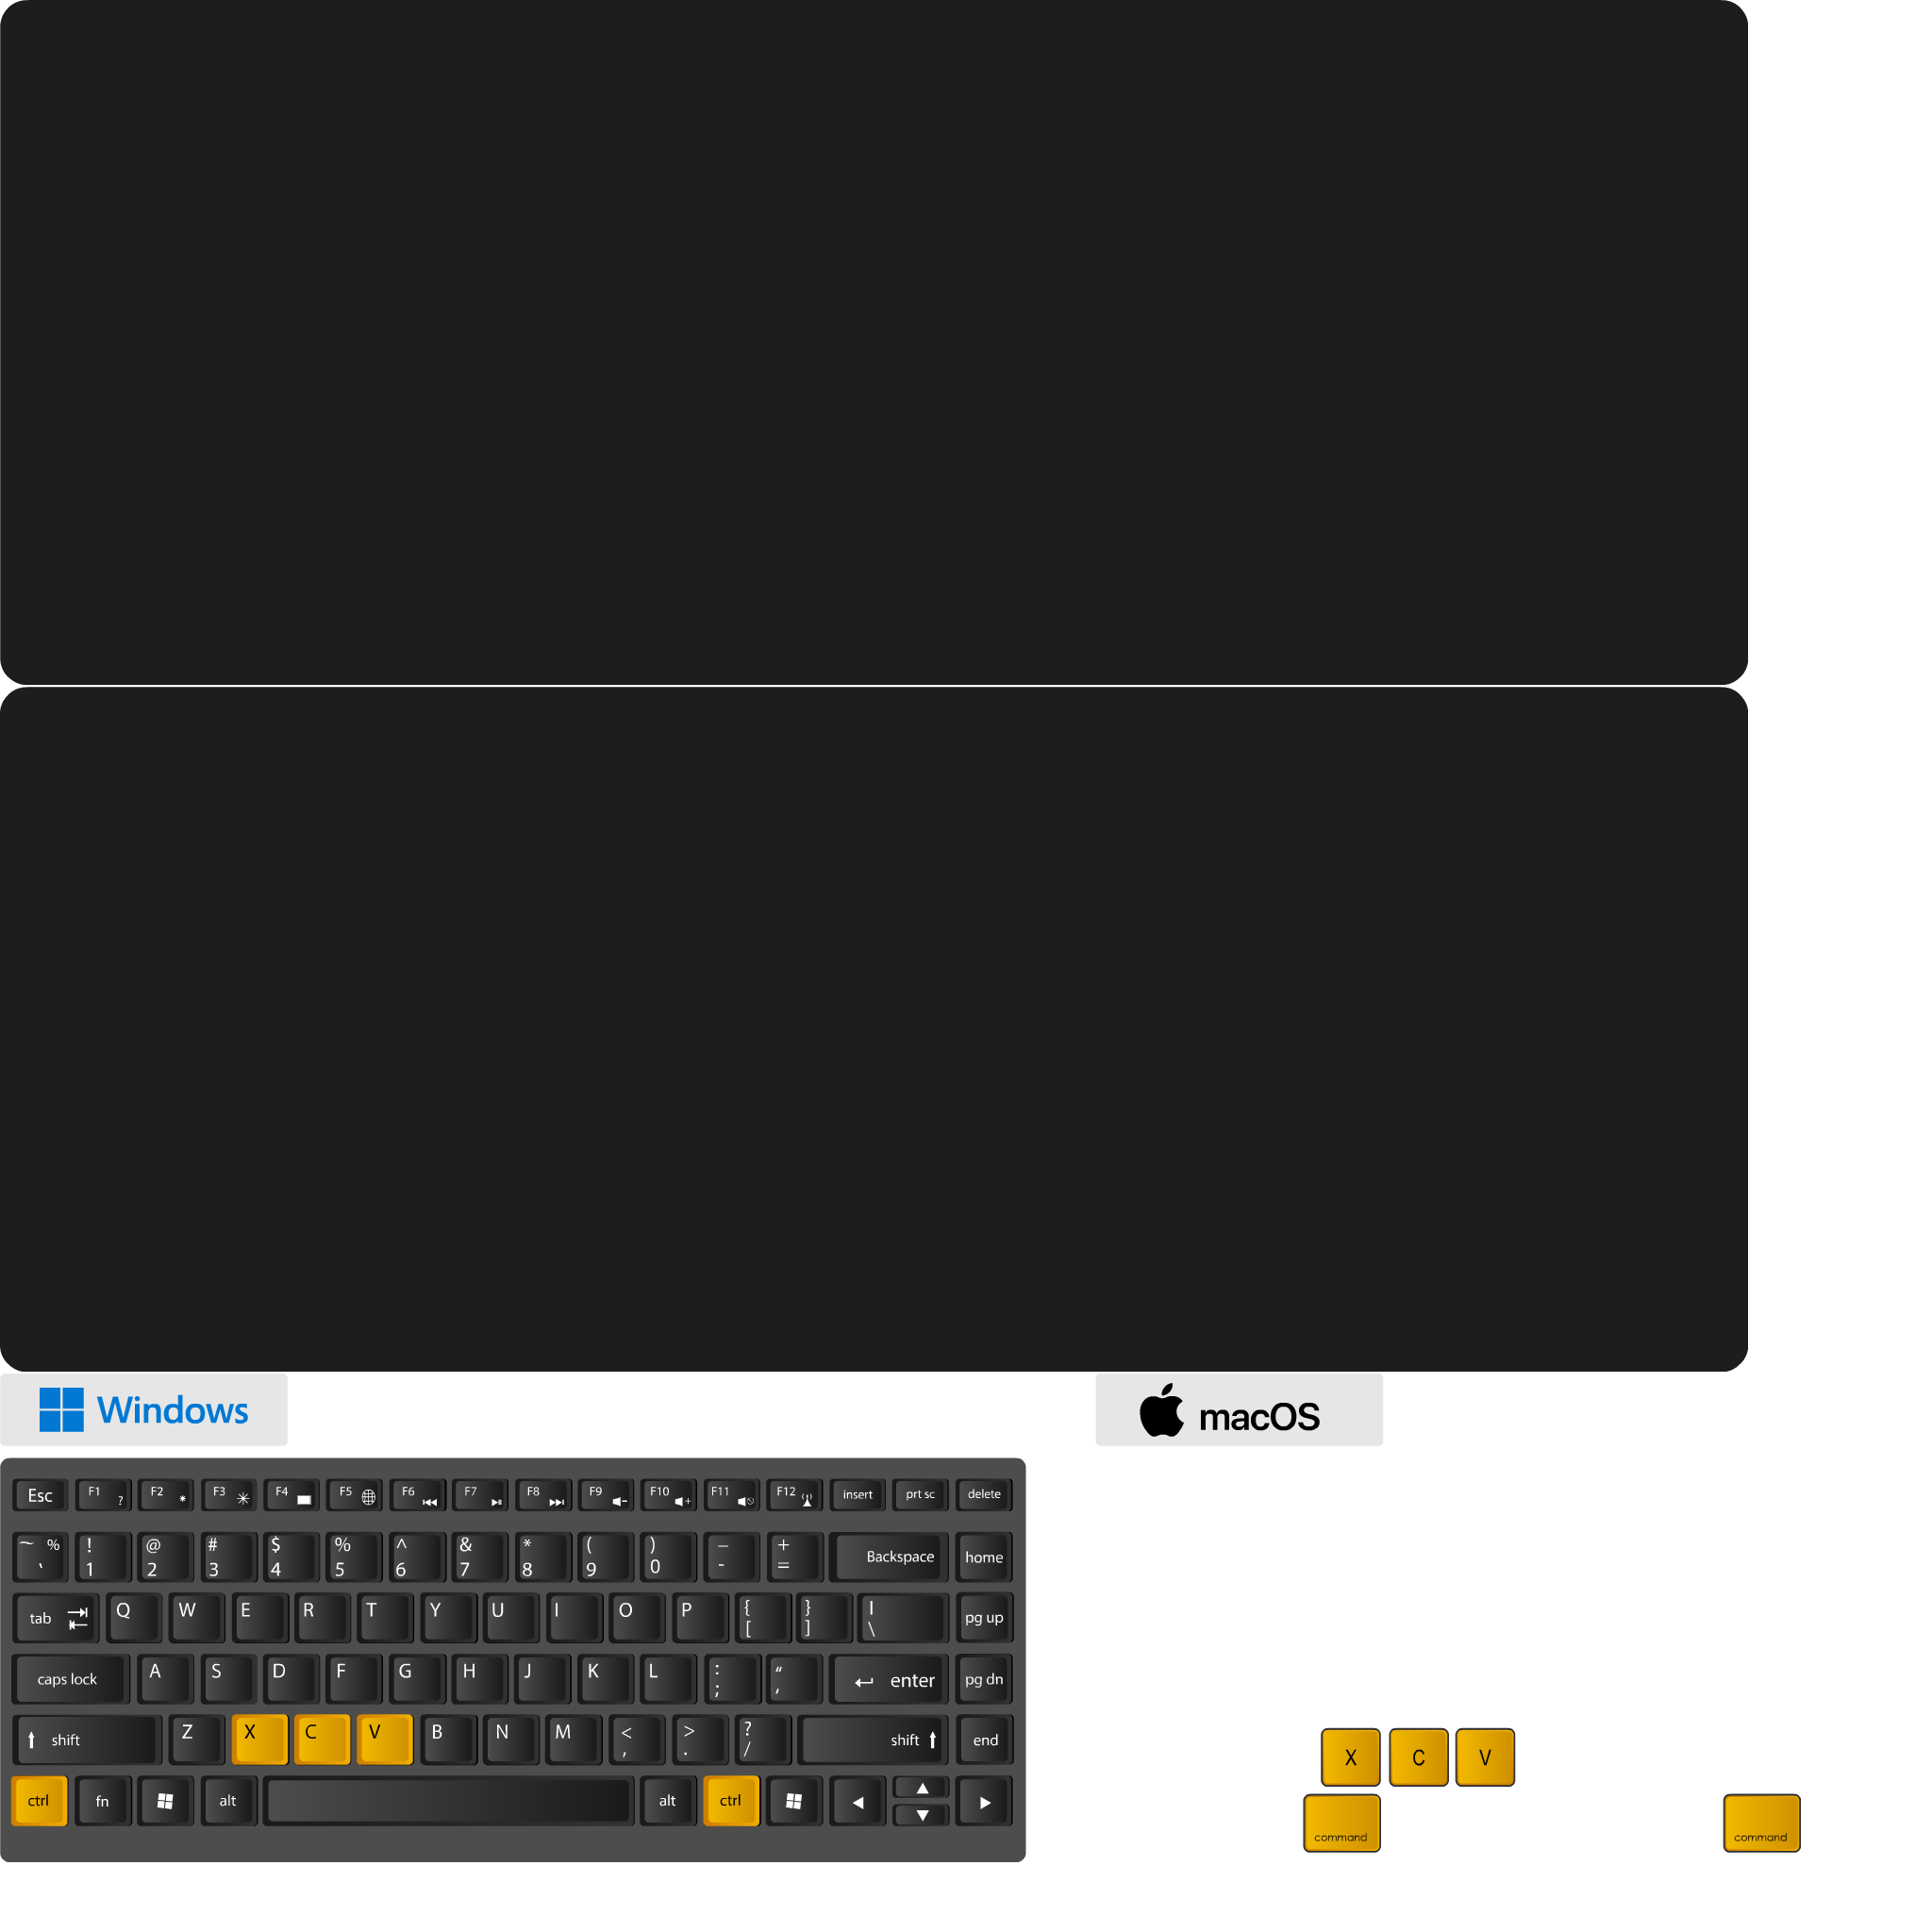 Windows
macOS
Esc F1 ? F2 F3 F4 F5 F6 F7 F8 F9 F10 F11 F12 insert prt sc delete
~ % ` ! 1 @ 2 # 3 $ 4 % 5 ^ 6 & 7 * 8 ( 9 ) 0 _ - + = Backspace home
tab Q W E R T Y U I O P { [ } ] | \ pg up
caps lock A S D F G H J K L : ; “ , enter pg dn
shift Z X C V B N M < , > . ? / shift end
ctrl fn alt alt ctrl
X C V
command command